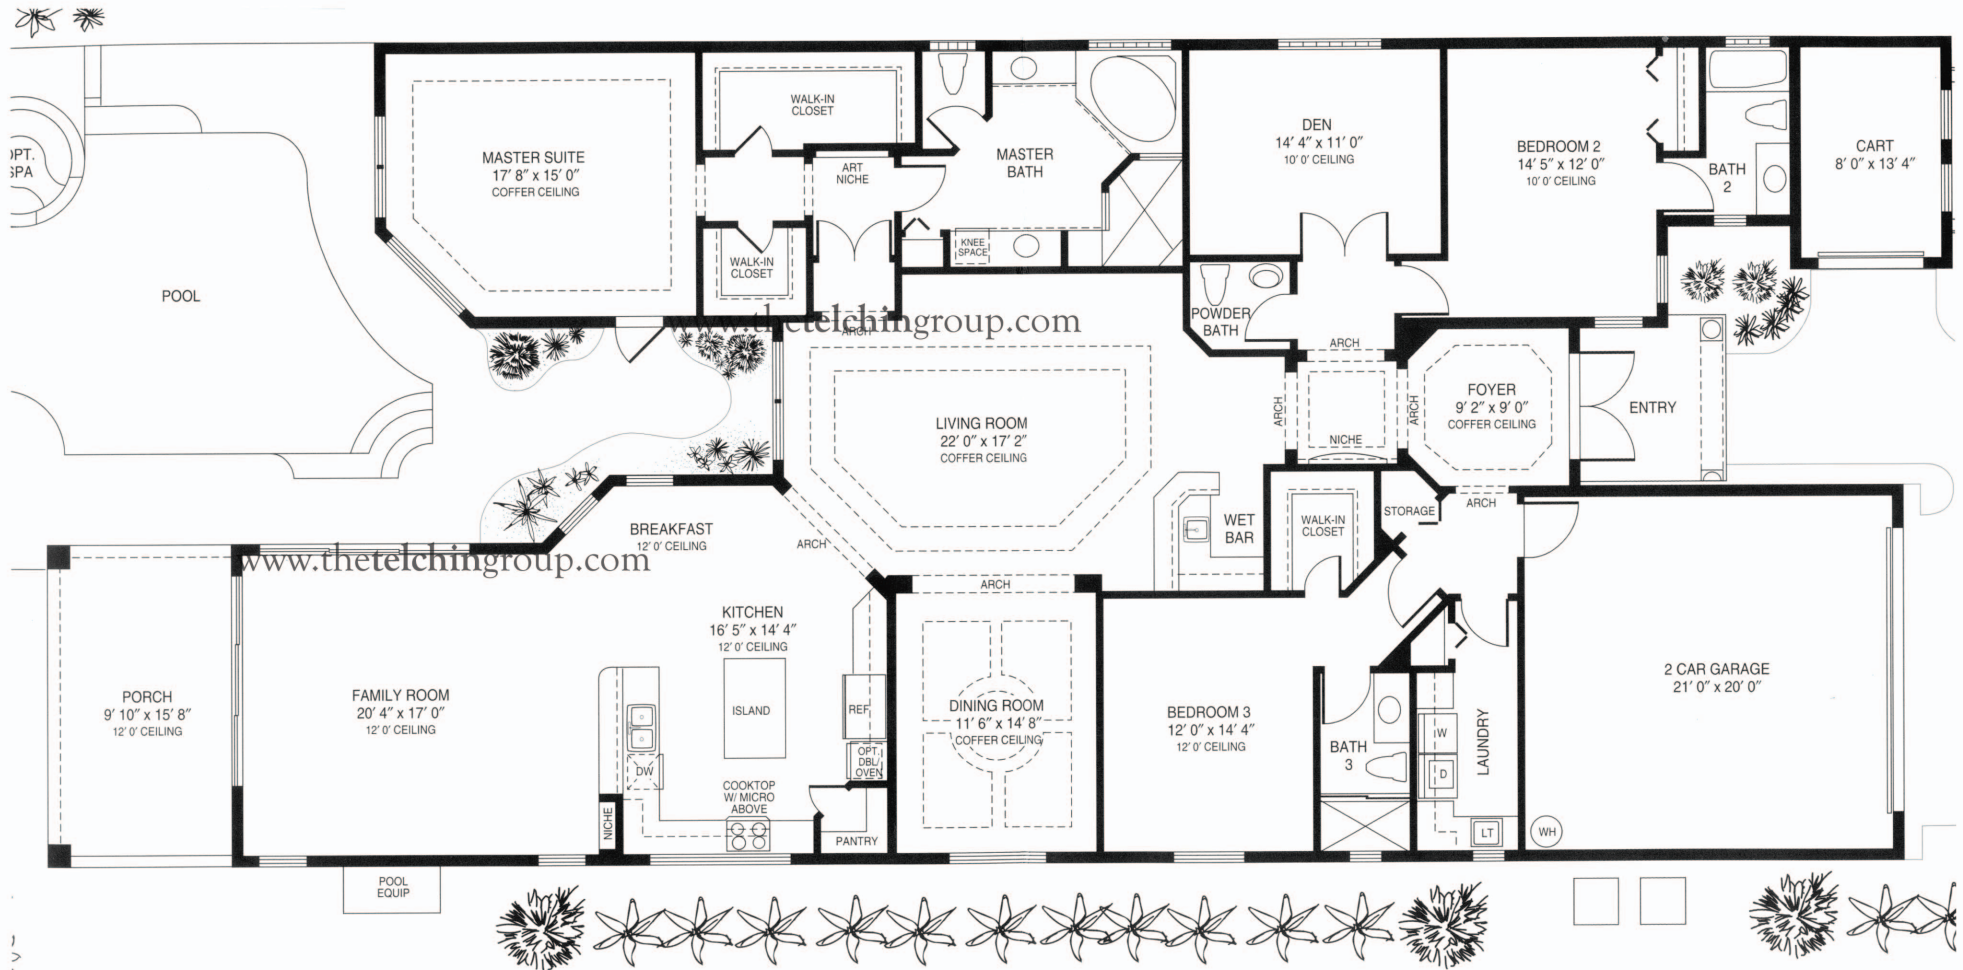 OPT.
SPA
POOL
MASTER SUITE
17' 8" x 15' 0"
COFFER CEILING
WALK-IN
CLOSET
WALK-IN
CLOSET
ART
NICHE
ARCH
MASTER
BATH
KNEE
SPACE
DEN
14' 4" x 11' 0"
10' 0' CEILING
BEDROOM 2
14' 5" x 12' 0"
10' 0' CEILING
BATH
2
CART
8' 0" x 13' 4"
POWDER
BATH
ARCH
ARCH
ARCH
NICHE
FOYER
9' 2" x 9' 0"
COFFER CEILING
ENTRY
www.thetelchingroup.com
LIVING ROOM
22' 0" x 17' 2"
COFFER CEILING
WET
BAR
WALK-IN
CLOSET
STORAGE
ARCH
BREAKFAST
12' 0' CEILING
ARCH
ARCH
www.thetelchingroup.com
KITCHEN
16' 5" x 14' 4"
12' 0' CEILING
PORCH
9' 10" x 15' 8"
12' 0' CEILING
FAMILY ROOM
20' 4" x 17' 0"
12' 0' CEILING
ISLAND
REF
OPT.
DBL/
OVEN
DW
COOKTOP
W/ MICRO
ABOVE
NICHE
PANTRY
DINING ROOM
11' 6" x 14' 8"
COFFER CEILING
BEDROOM 3
12' 0" x 14' 4"
12' 0' CEILING
BATH
3
W
D
LAUNDRY
LT
WH
2 CAR GARAGE
21' 0" x 20' 0"
POOL
EQUIP